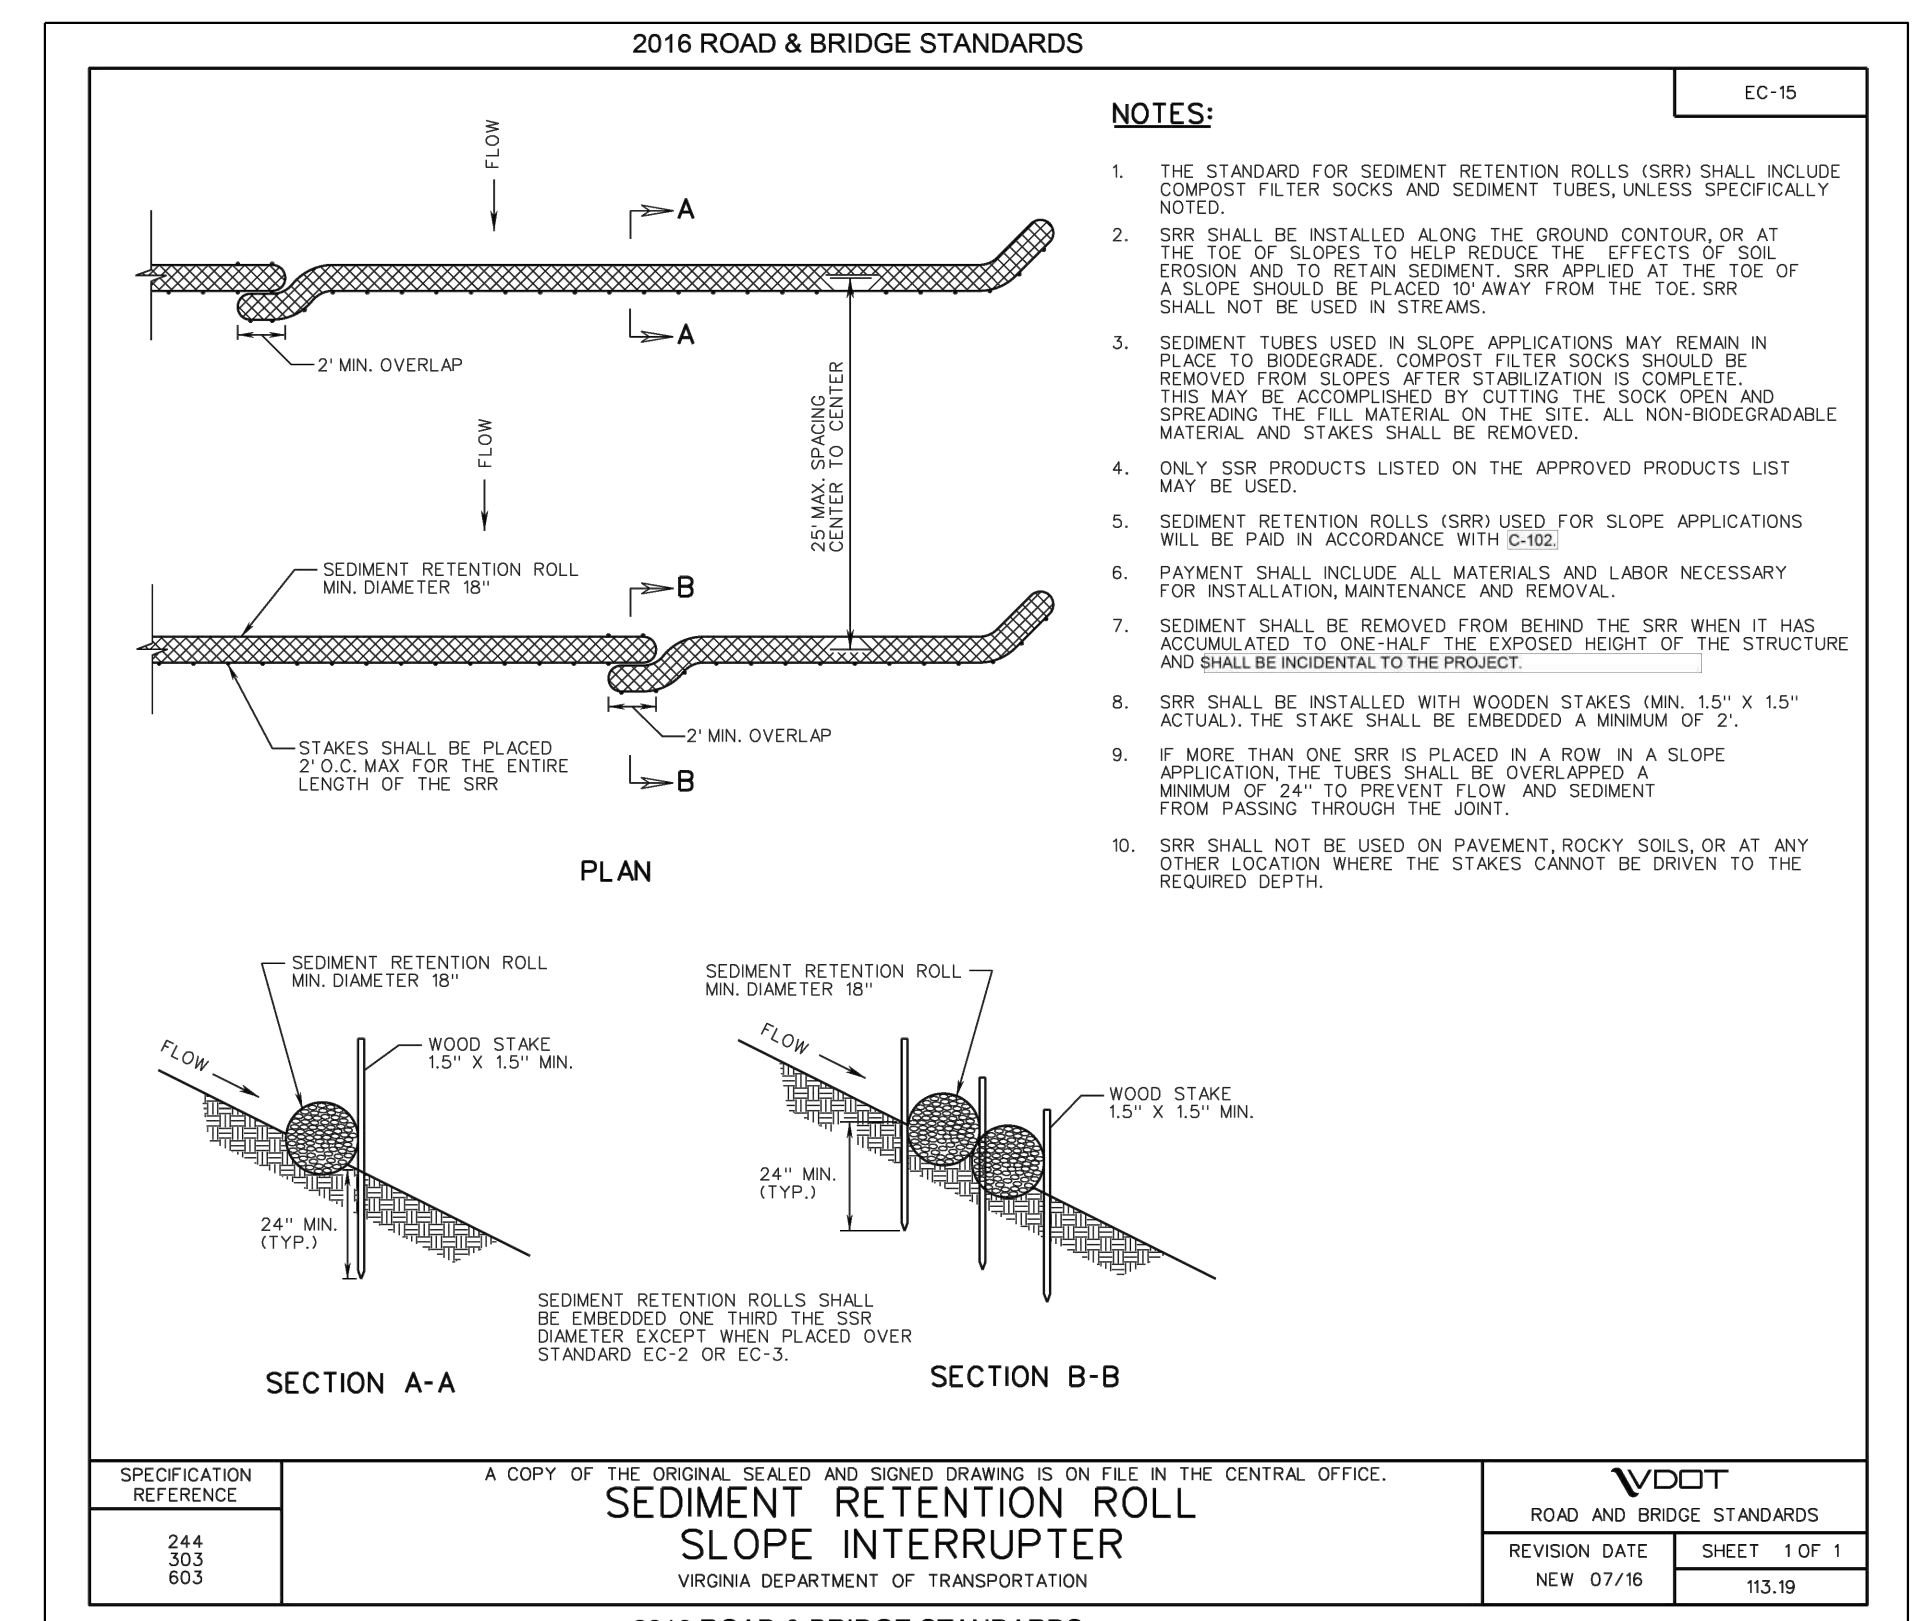 2016 ROAD & BRIDGE STANDARDS
EC-15
NOTES:
1. THE STANDARD FOR SEDIMENT RETENTION ROLLS (SRR) SHALL INCLUDE
COMPOST FILTER SOCKS AND SEDIMENT TUBES, UNLESS SPECIFICALLY
NOTED.
2. SRR SHALL BE INSTALLED ALONG THE GROUND CONTOUR, OR AT
THE TOE OF SLOPES TO HELP REDUCE THE EFFECTS OF SOIL
EROSION AND TO RETAIN SEDIMENT. SRR APPLIED AT THE TOE OF
A SLOPE SHOULD BE PLACED 10' AWAY FROM THE TOE. SRR
SHALL NOT BE USED IN STREAMS.
3. SEDIMENT TUBES USED IN SLOPE APPLICATIONS MAY REMAIN IN
PLACE TO BIODEGRADE. COMPOST FILTER SOCKS SHOULD BE
REMOVED FROM SLOPES AFTER STABILIZATION IS COMPLETE.
THIS MAY BE ACCOMPLISHED BY CUTTING THE SOCK OPEN AND
SPREADING THE FILL MATERIAL ON THE SITE. ALL NON-BIODEGRADABLE
MATERIAL AND STAKES SHALL BE REMOVED.
4. ONLY SSR PRODUCTS LISTED ON THE APPROVED PRODUCTS LIST
MAY BE USED.
5. SEDIMENT RETENTION ROLLS (SRR) USED FOR SLOPE APPLICATIONS
WILL BE PAID IN ACCORDANCE WITH C-102.
6. PAYMENT SHALL INCLUDE ALL MATERIALS AND LABOR NECESSARY
FOR INSTALLATION, MAINTENANCE AND REMOVAL.
7. SEDIMENT SHALL BE REMOVED FROM BEHIND THE SRR WHEN IT HAS
ACCUMULATED TO ONE-HALF THE EXPOSED HEIGHT OF THE STRUCTURE
AND SHALL BE INCIDENTAL TO THE PROJECT.
8. SRR SHALL BE INSTALLED WITH WOODEN STAKES (MIN. 1.5" X 1.5"
ACTUAL). THE STAKE SHALL BE EMBEDDED A MINIMUM OF 2'.
9. IF MORE THAN ONE SRR IS PLACED IN A ROW IN A SLOPE
APPLICATION, THE TUBES SHALL BE OVERLAPPED A
MINIMUM OF 24" TO PREVENT FLOW AND SEDIMENT
FROM PASSING THROUGH THE JOINT.
10. SRR SHALL NOT BE USED ON PAVEMENT, ROCKY SOILS, OR AT ANY
OTHER LOCATION WHERE THE STAKES CANNOT BE DRIVEN TO THE
REQUIRED DEPTH.
FLOW
A
A
2' MIN. OVERLAP
25' MAX. SPACING
CENTER TO CENTER
FLOW
SEDIMENT RETENTION ROLL
MIN. DIAMETER 18"
B
2' MIN. OVERLAP
STAKES SHALL BE PLACED
2' O.C. MAX FOR THE ENTIRE
LENGTH OF THE SRR
B
PLAN
SEDIMENT RETENTION ROLL
MIN. DIAMETER 18"
FLOW
WOOD STAKE
1.5" X 1.5" MIN.
24" MIN.
(TYP.)
SECTION A-A
SEDIMENT RETENTION ROLLS SHALL
BE EMBEDDED ONE THIRD THE SSR
DIAMETER EXCEPT WHEN PLACED OVER
STANDARD EC-2 OR EC-3.
SEDIMENT RETENTION ROLL
MIN. DIAMETER 18"
FLOW
WOOD STAKE
1.5" X 1.5" MIN.
24" MIN.
(TYP.)
SECTION B-B
SPECIFICATION
REFERENCE
244
303
603
A COPY OF THE ORIGINAL SEALED AND SIGNED DRAWING IS ON FILE IN THE CENTRAL OFFICE.
SEDIMENT RETENTION ROLL
SLOPE INTERRUPTER
VIRGINIA DEPARTMENT OF TRANSPORTATION
VDOT
ROAD AND BRIDGE STANDARDS
REVISION DATE
NEW 07/16
SHEET 1 OF 1
113.19
2016 ROAD & BRIDGE STANDARDS